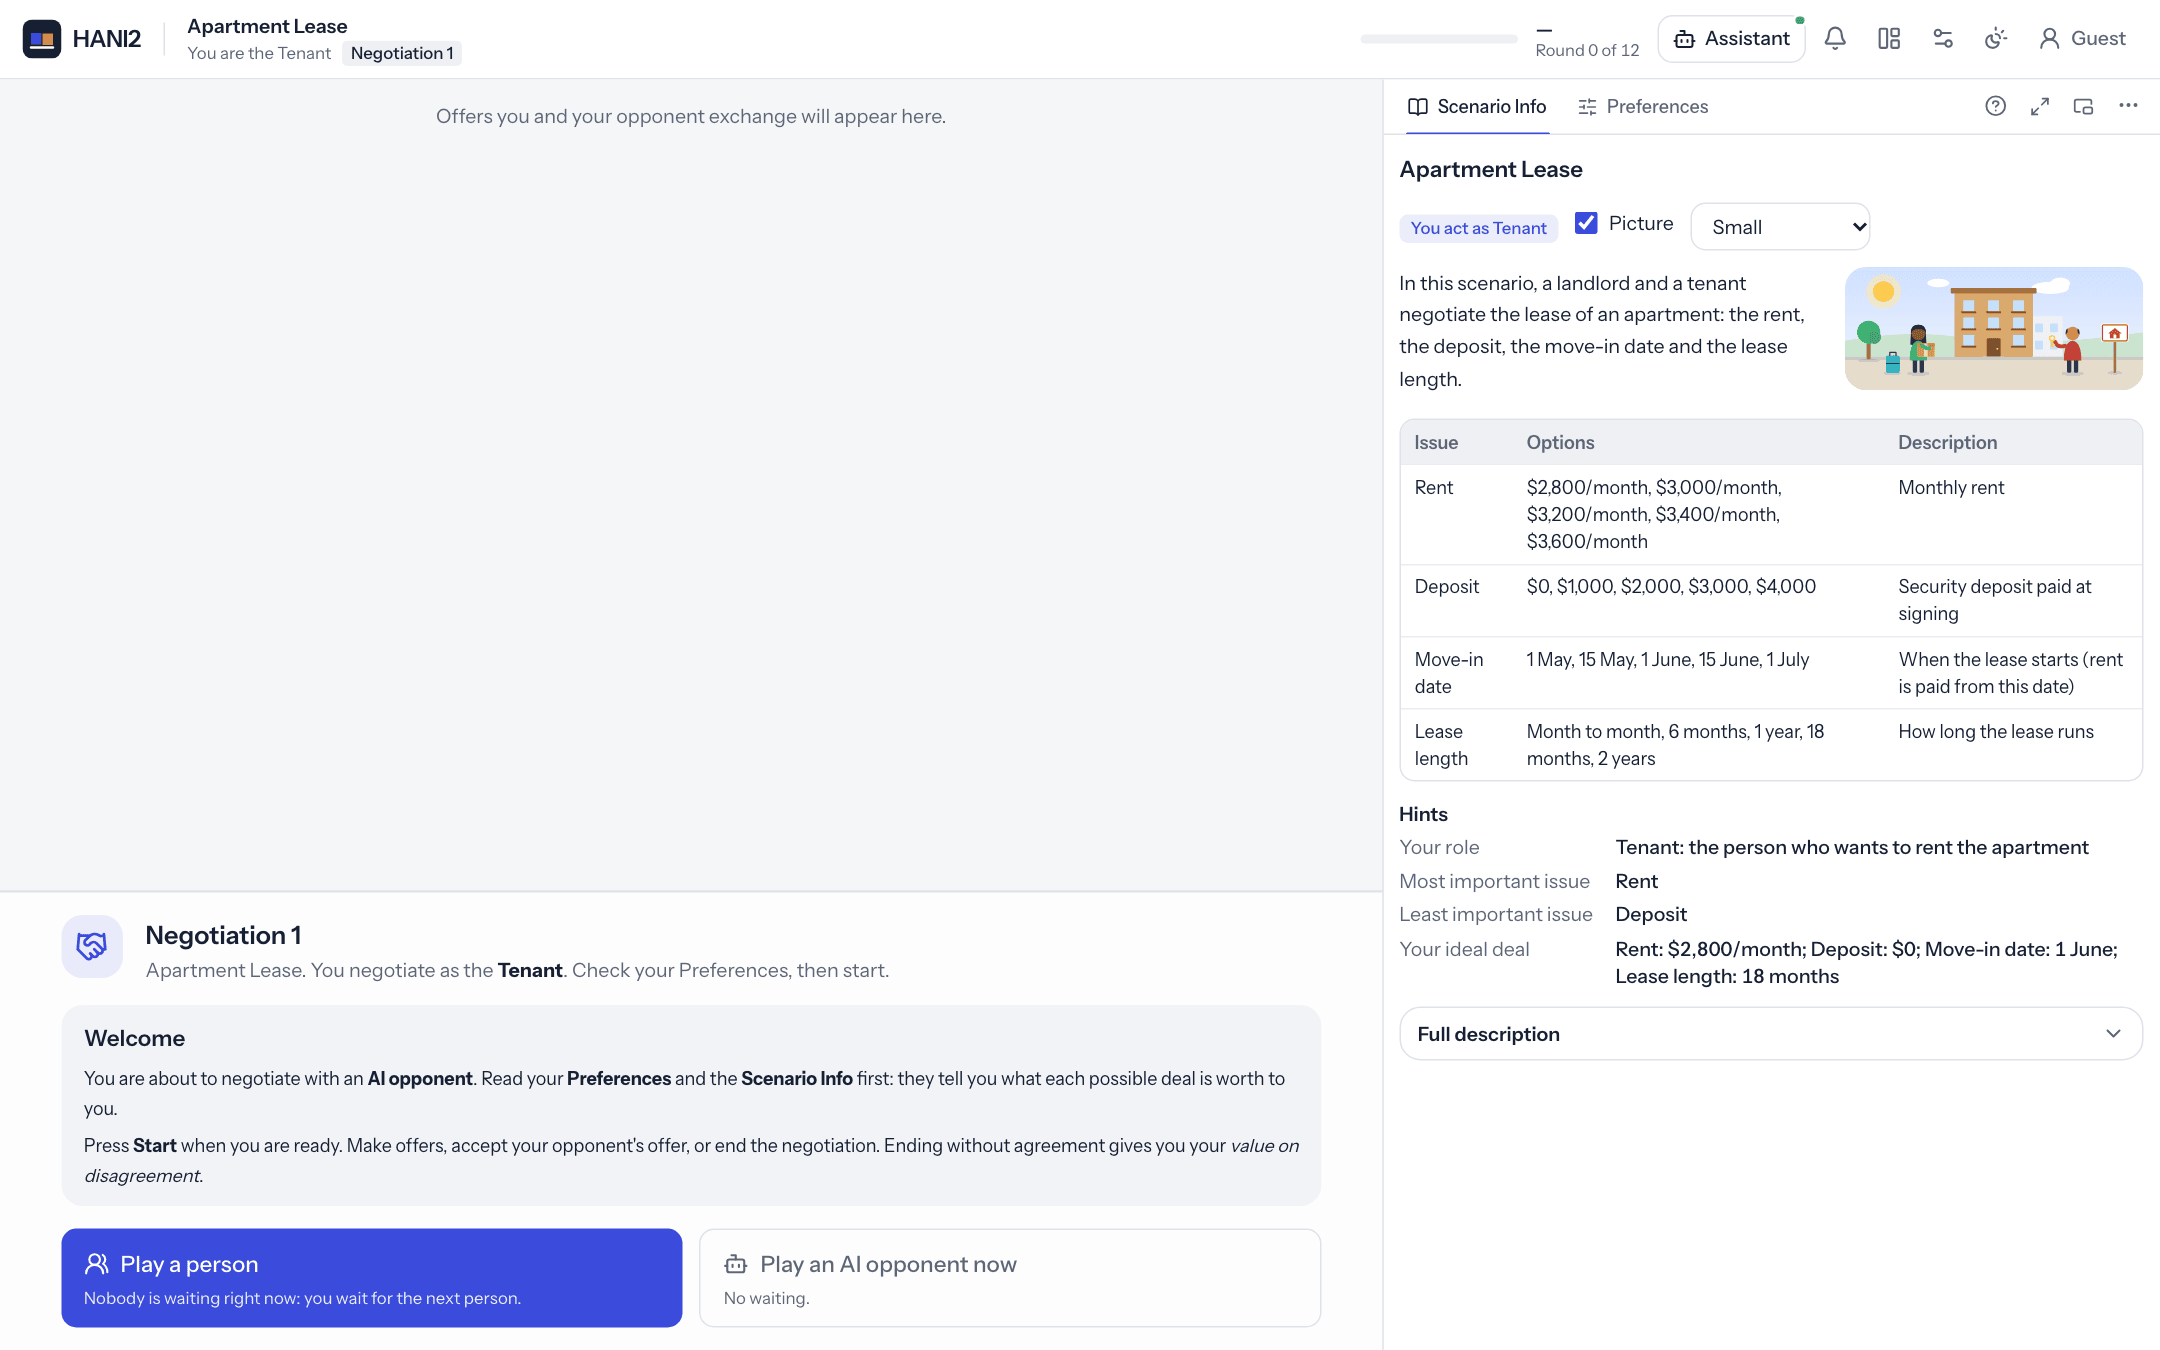 HANI2
Apartment Lease
You are the Tenant Negotiation 1
—
Round 0 of 12
Assistant
Guest
Offers you and your opponent exchange will appear here.
Scenario Info
Preferences
Apartment Lease
You act as Tenant
Picture
Small
In this scenario, a landlord and a tenant
negotiate the lease of an apartment: the rent,
the deposit, the move-in date and the lease
length.
Issue Options Description
Rent $2,800/month, $3,000/month, Monthly rent
$3,200/month, $3,400/month,
$3,600/month
Deposit $0, $1,000, $2,000, $3,000, $4,000 Security deposit paid at
signing
Move-in 1 May, 15 May, 1 June, 15 June, 1 July When the lease starts (rent
date is paid from this date)
Lease Month to month, 6 months, 1 year, 18 How long the lease runs
length months, 2 years
Hints
Your role Tenant: the person who wants to rent the apartment
Most important issue Rent
Least important issue Deposit
Your ideal deal Rent: $2,800/month; Deposit: $0; Move-in date: 1 June;
Lease length: 18 months
Full description
Negotiation 1
Apartment Lease. You negotiate as the Tenant. Check your Preferences, then start.
Welcome
You are about to negotiate with an AI opponent. Read your Preferences and the Scenario Info first: they tell you what each possible deal is worth to
you.
Press Start when you are ready. Make offers, accept your opponent's offer, or end the negotiation. Ending without agreement gives you your value on
disagreement.
Play a person
Nobody is waiting right now: you wait for the next person.
Play an AI opponent now
No waiting.